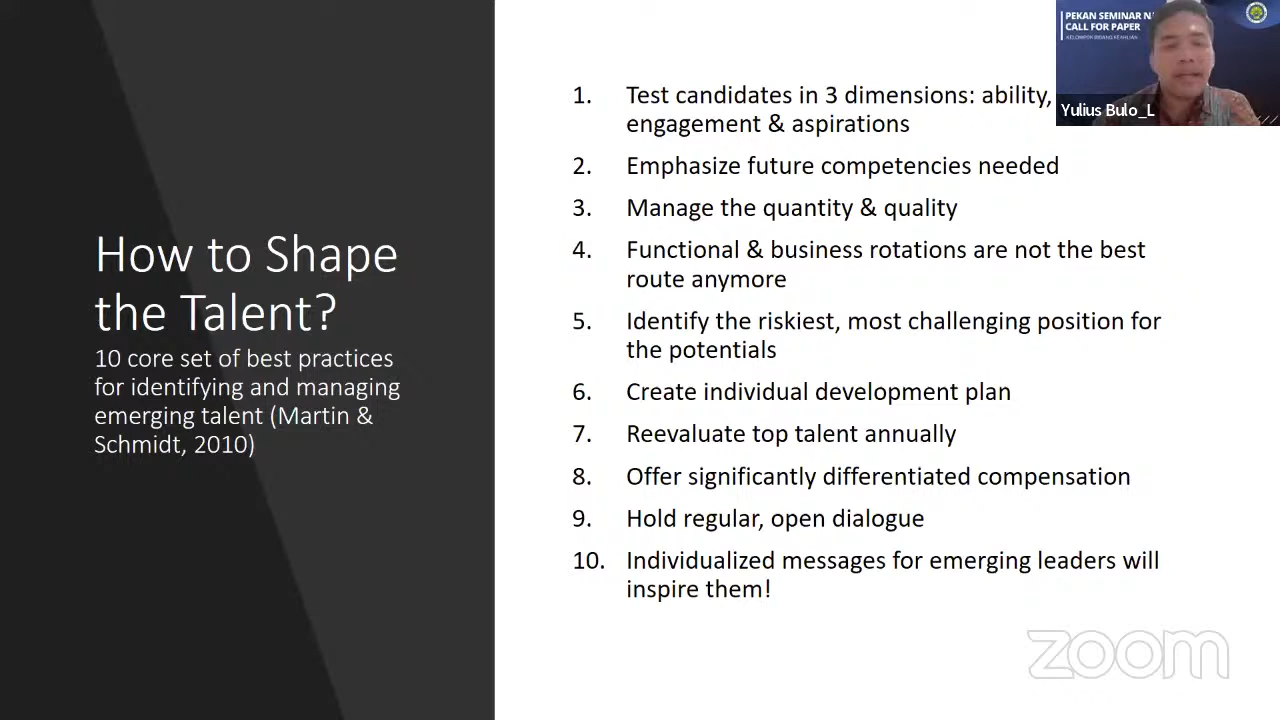 How to Shape
the Talent?
10 core set of best practices
for identifying and managing
emerging talent (Martin &
Schmidt, 2010)
1. Test candidates in 3 dimensions: ability,
engagement & aspirations
2. Emphasize future competencies needed
3. Manage the quantity & quality
4. Functional & business rotations are not the best
route anymore
5. Identify the riskiest, most challenging position for
the potentials
6. Create individual development plan
7. Reevaluate top talent annually
8. Offer significantly differentiated compensation
9. Hold regular, open dialogue
10. Individualized messages for emerging leaders will
inspire them!
PEKAN SEMINAR
CALL FOR PAPER
Yulius Bulo_L
zoom